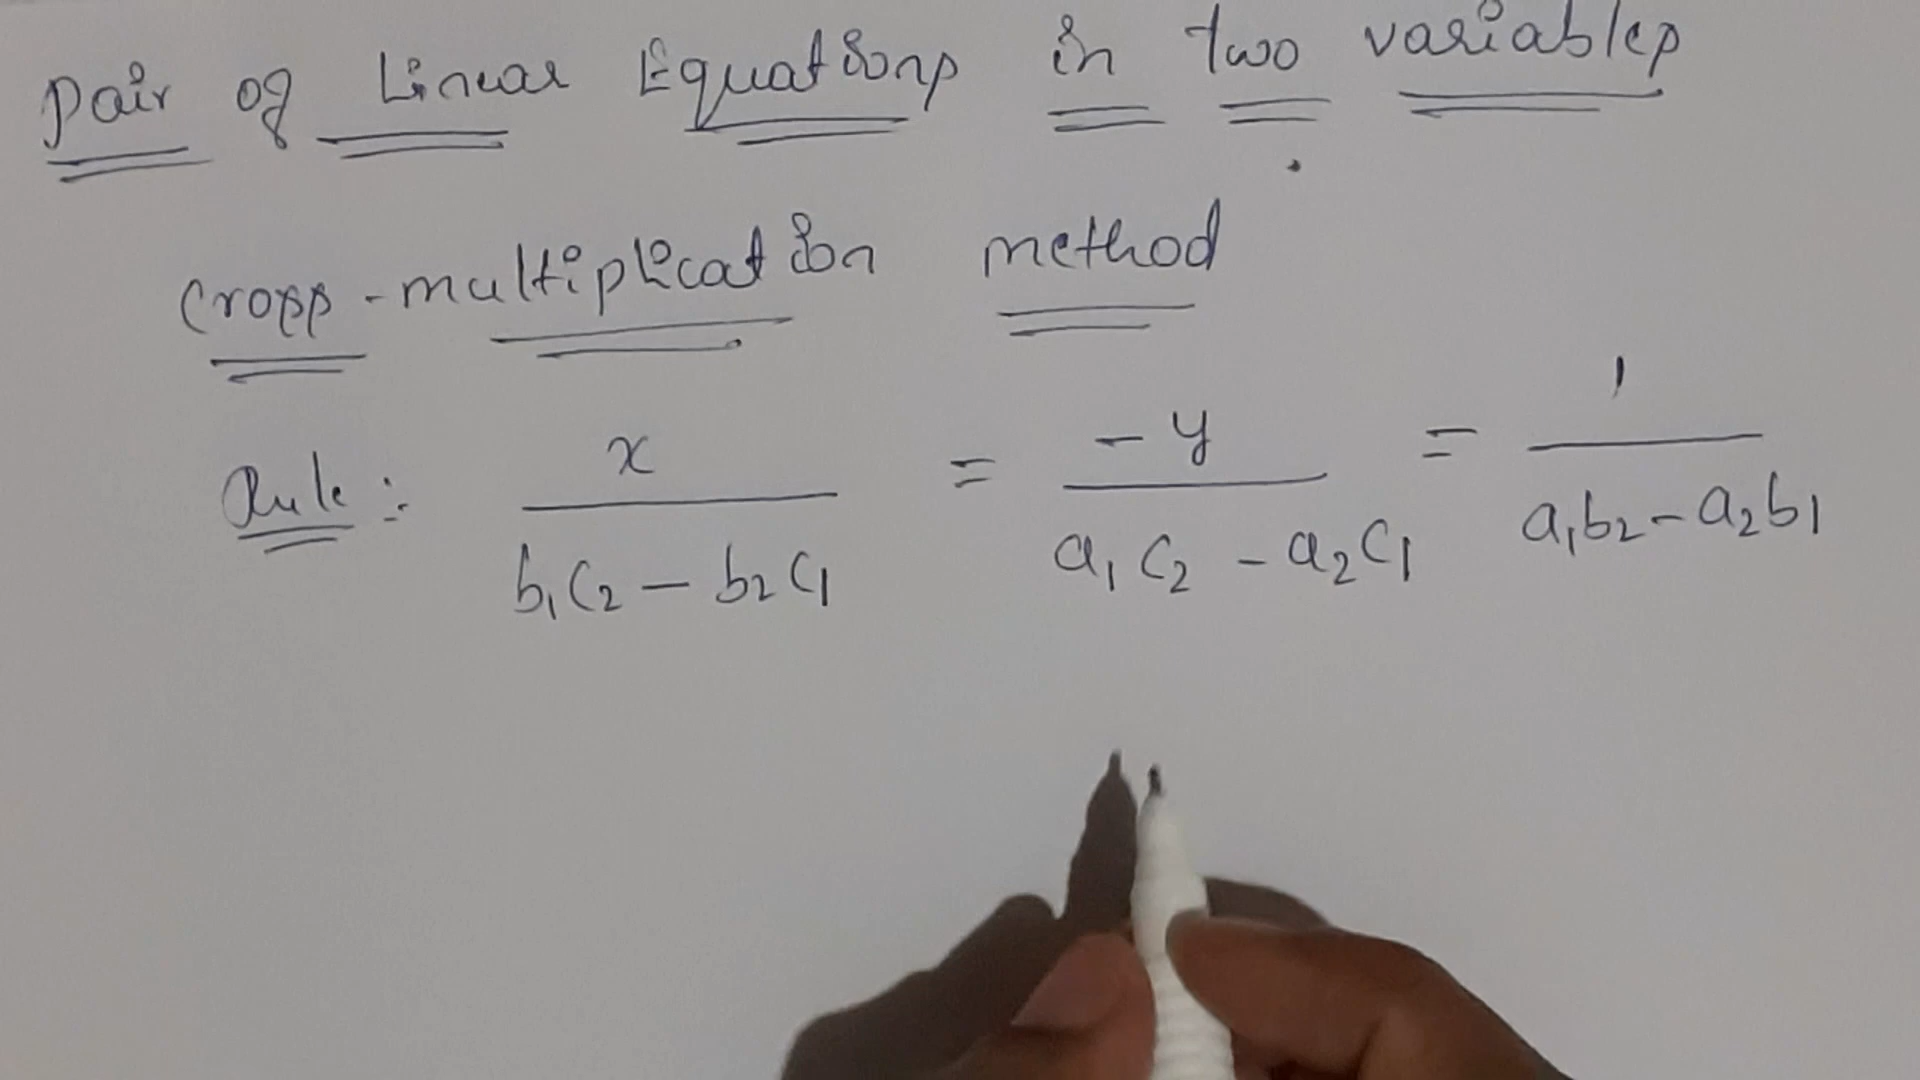 Pair of Linear Equations in two variables
Cross-multiplication method
Rule :- x / (b₁c₂ - b₂c₁) = -y / (a₁c₂ - a₂c₁) = 1 / (a₁b₂ - a₂b₁)